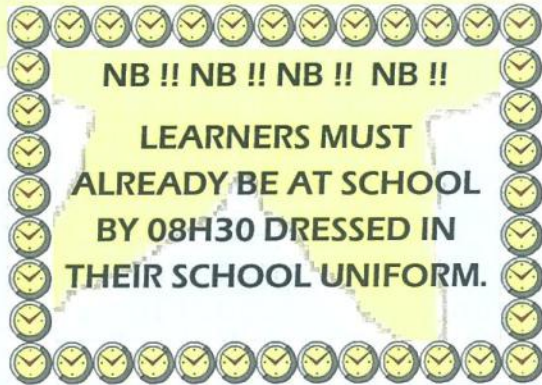 NB !! NB !! NB !! NB !!
LEARNERS MUST
ALREADY BE AT SCHOOL
BY 08H30 DRESSED IN
THEIR SCHOOL UNIFORM.